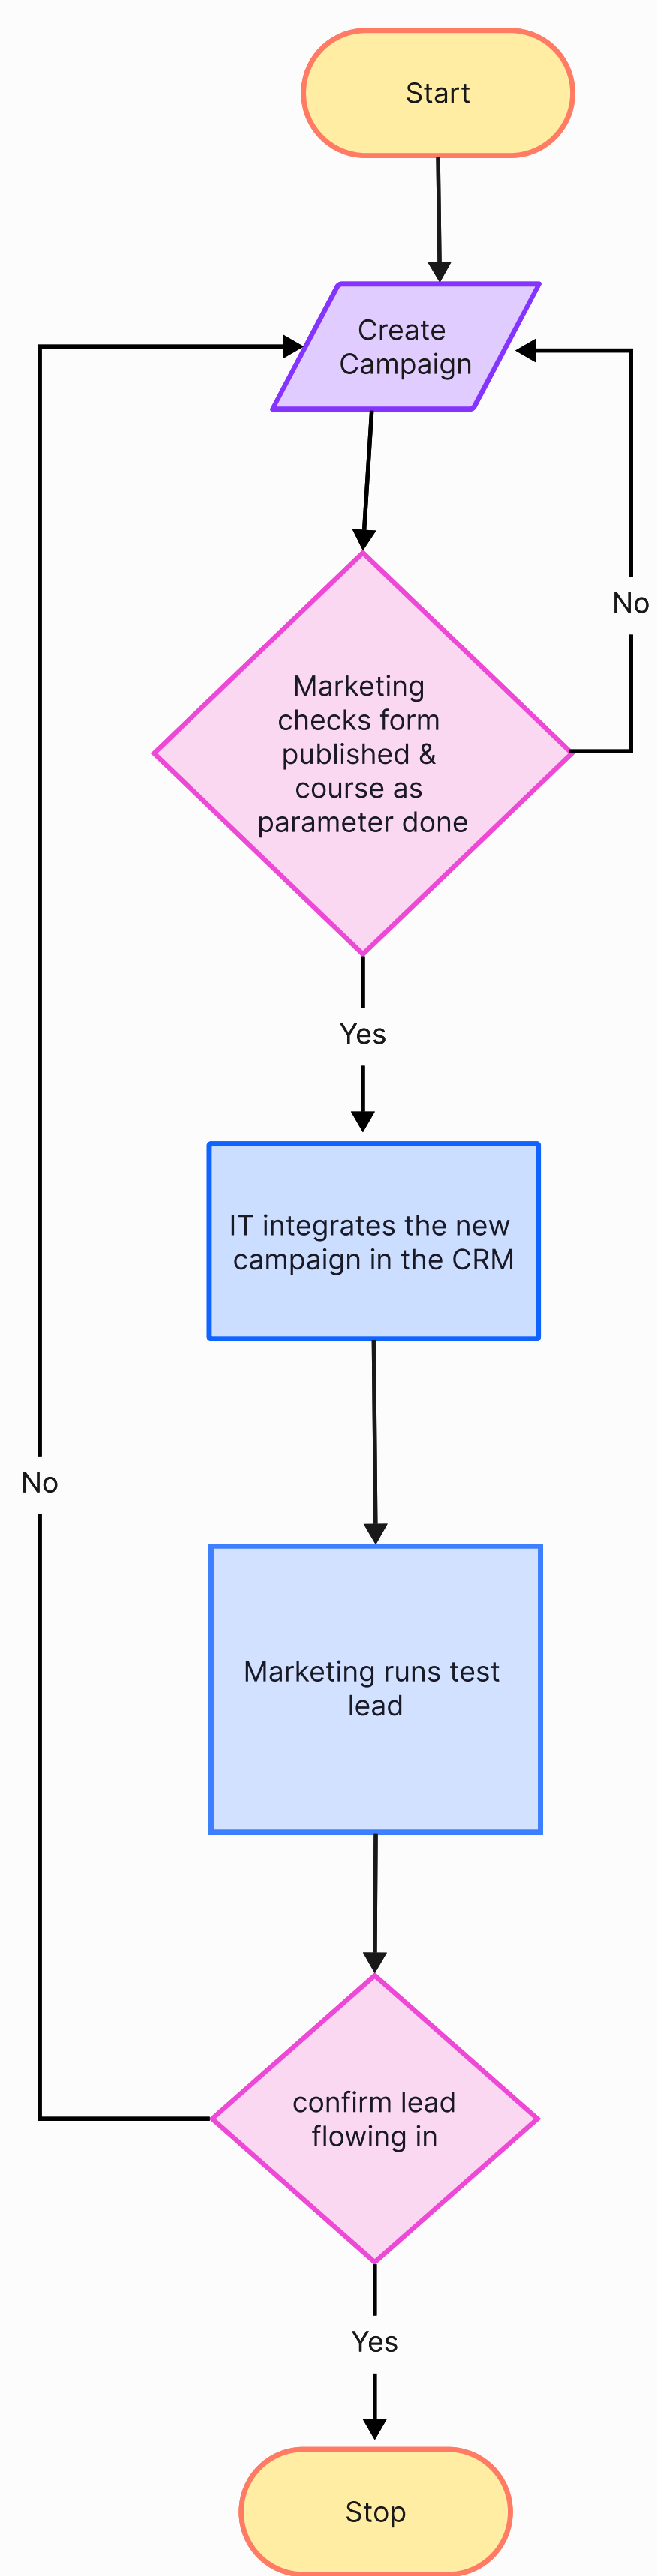 Start
Create
Campaign
No
Marketing
checks form
published &
course as
parameter done
Yes
IT integrates the new
campaign in the CRM
No
Marketing runs test
lead
confirm lead
flowing in
Yes
Stop